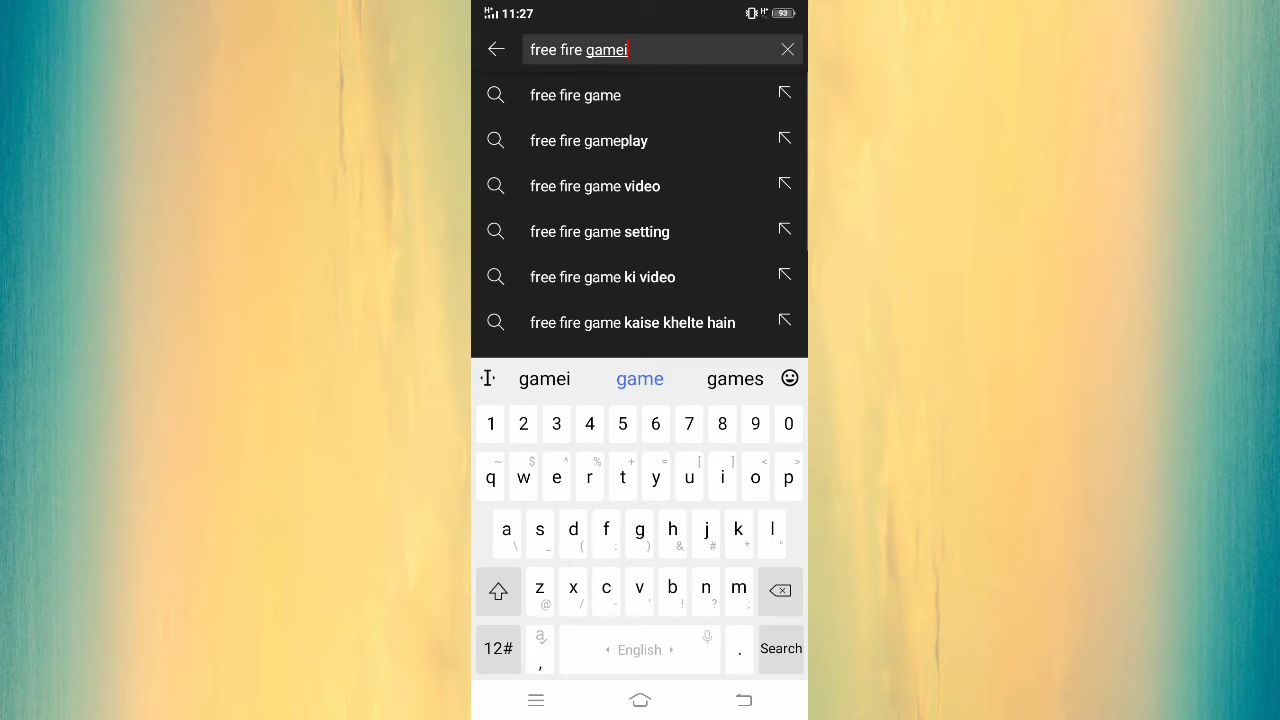 H+ 11:27 H+ 93
free fire gamei
free fire game
free fire gameplay
free fire game video
free fire game setting
free fire game ki video
free fire game kaise khelte hain
gamei game games
1 2 3 4 5 6 7 8 9 0
~ $ ^ % + = [ ] < >
q w e r t y u i o p
a s d f g h j k l
\ _ ( : ) & # * "
z x c v b n m
@ / - ' ! ? ;
12# a , English . Search